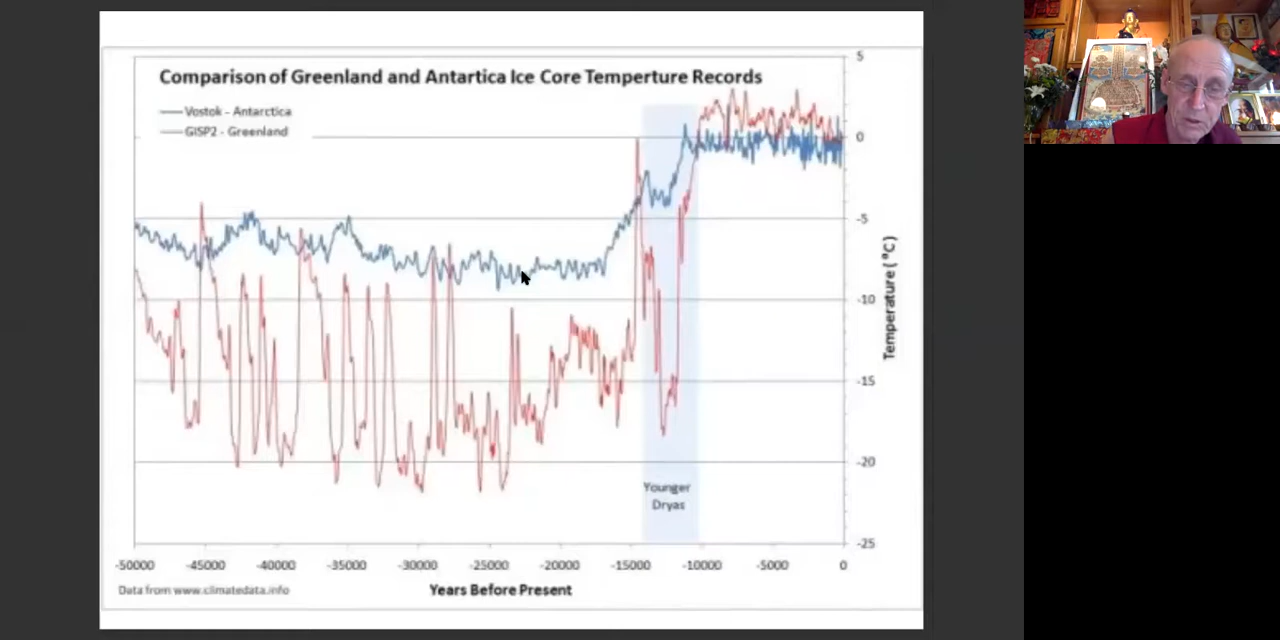 Comparison of Greenland and Antartica Ice Core Temperture Records
Vostok - Antarctica
GISP2 - Greenland
5
0
-5
-10
-15
-20
-25
Temperature ( °C)
Younger
Dryas
-50000 -45000 -40000 -35000 -30000 -25000 -20000 -15000 -10000 -5000 0
Data from www.climatedata.info
Years Before Present